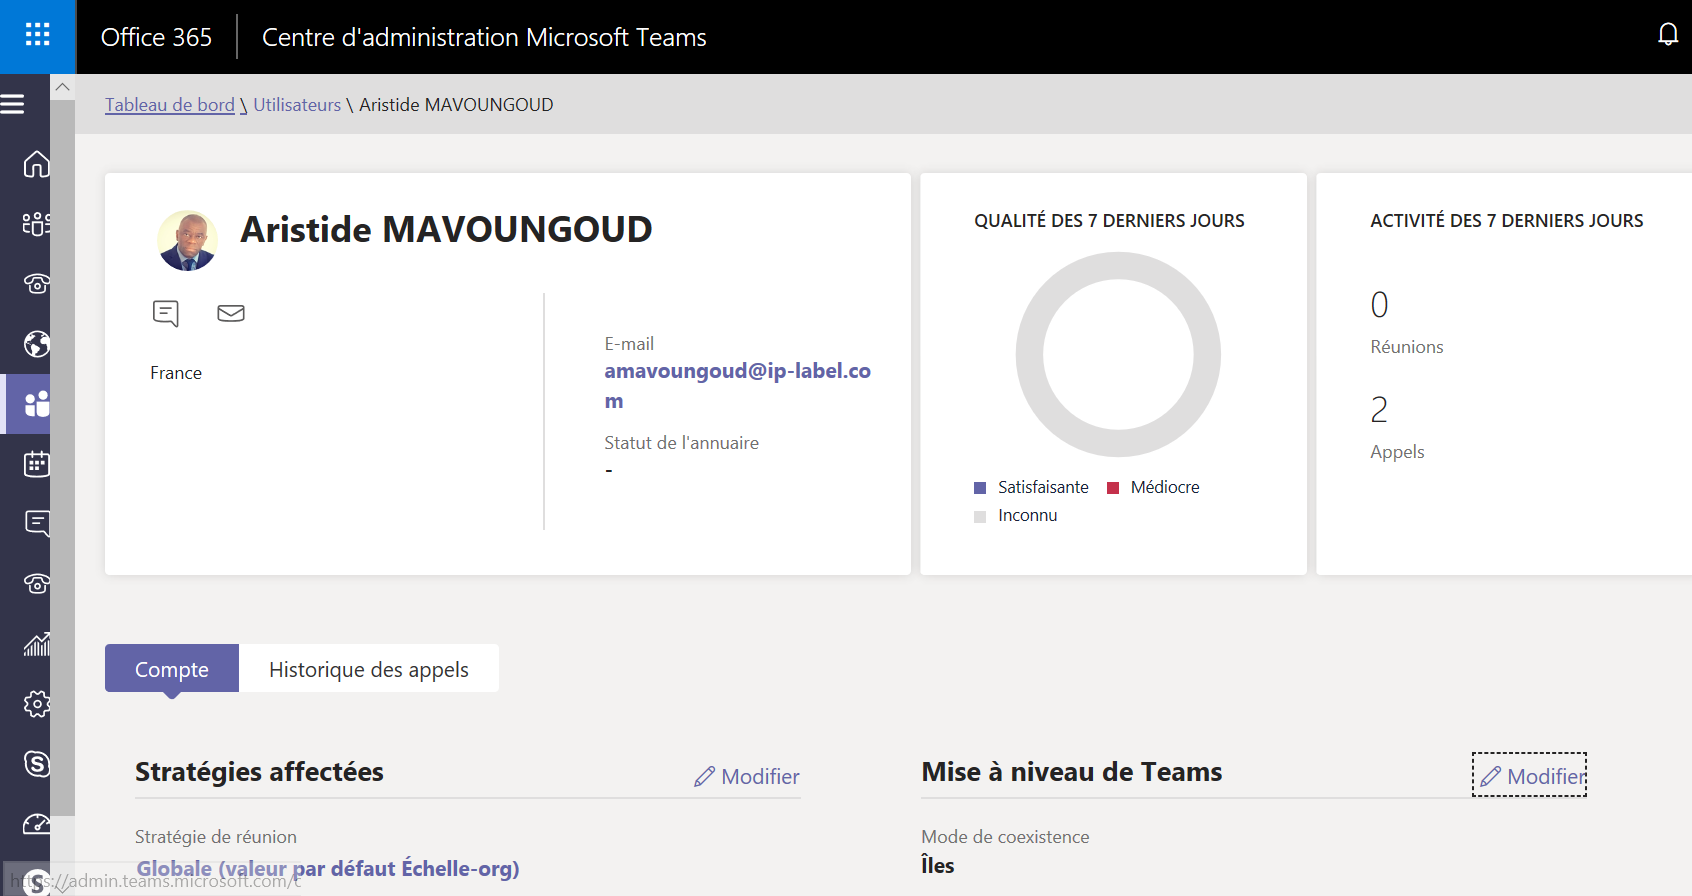 Office 365
Centre d'administration Microsoft Teams
Tableau de bord \ Utilisateurs \ Aristide MAVOUNGOUD
Aristide MAVOUNGOUD
France
E-mail
amavoungoud@ip-label.co
m
Statut de l'annuaire
-
QUALITÉ DES 7 DERNIERS JOURS
Satisfaisante
Médiocre
Inconnu
ACTIVITÉ DES 7 DERNIERS JOURS
0
Réunions
2
Appels
Compte
Historique des appels
Stratégies affectées
Modifier
Stratégie de réunion
Globale (valeur par défaut Échelle-org)
Mise à niveau de Teams
Modifier
Mode de coexistence
Îles
https://admin.teams.microsoft.com/c